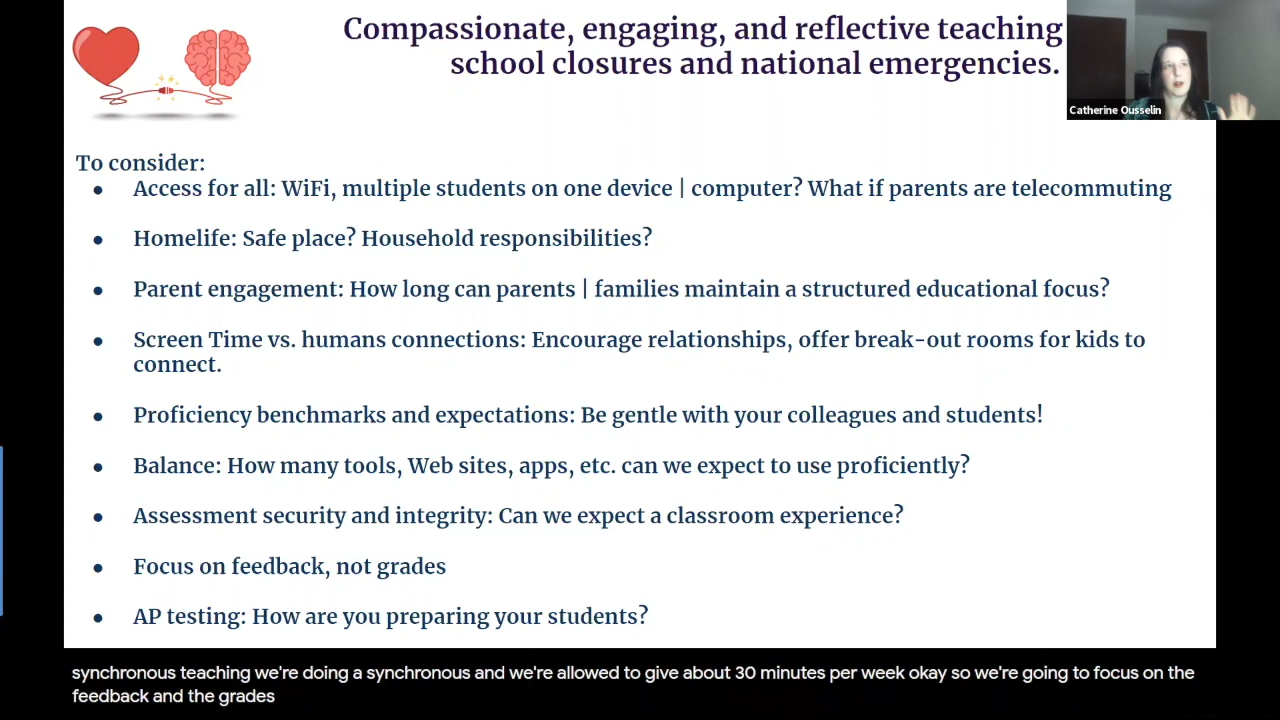 Compassionate, engaging, and reflective teaching
school closures and national emergencies.
Catherine Ousselin
To consider:
● Access for all: WiFi, multiple students on one device | computer? What if parents are telecommuting
● Homelife: Safe place? Household responsibilities?
● Parent engagement: How long can parents | families maintain a structured educational focus?
● Screen Time vs. humans connections: Encourage relationships, offer break-out rooms for kids to
connect.
● Proficiency benchmarks and expectations: Be gentle with your colleagues and students!
● Balance: How many tools, Web sites, apps, etc. can we expect to use proficiently?
● Assessment security and integrity: Can we expect a classroom experience?
● Focus on feedback, not grades
● AP testing: How are you preparing your students?
synchronous teaching we're doing a synchronous and we're allowed to give about 30 minutes per week okay so we're going to focus on the
feedback and the grades